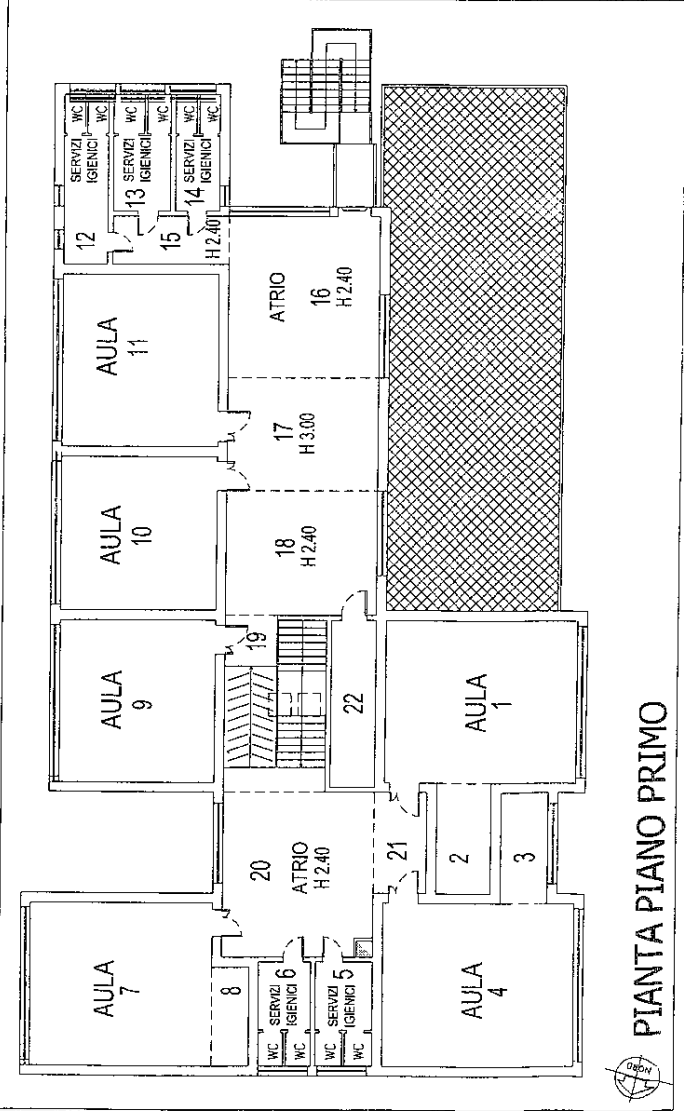 WC
WC
WC
WC
WC
WC
SERVIZI
IGIENICI
SERVIZI
IGIENICI
SERVIZI
IGIENICI
12
13
14
15
H 2.40
AULA
11
ATRIO
16
H 2.40
17
H 3.00
AULA
10
18
H 2.40
AULA
9
19
22
AULA
1
20
ATRIO
H 2.40
21
2
3
AULA
7
8
6
SERVIZI
IGIENICI
WC
WC
5
SERVIZI
IGIENICI
WC
WC
AULA
4
PIANTA PIANO PRIMO
NORD